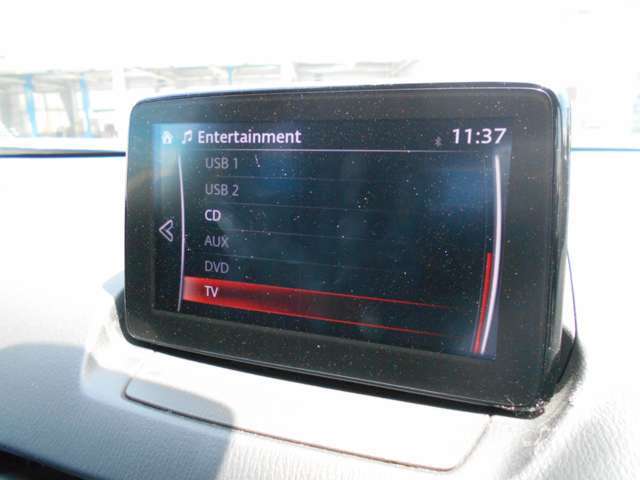 Entertainment 11:37
USB 1
USB 2
CD
AUX
DVD
TV